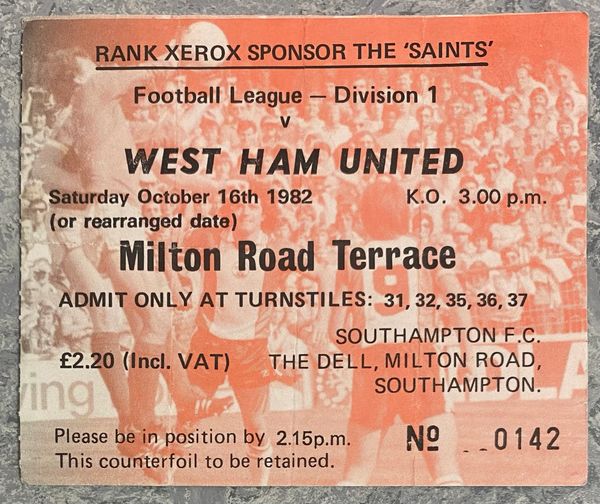 RANK XEROX SPONSOR THE 'SAINTS'
Football League — Division 1
v
WEST HAM UNITED
Saturday October 16th 1982 K.O. 3.00 p.m.
(or rearranged date)
Milton Road Terrace
ADMIT ONLY AT TURNSTILES: 31, 32, 35, 36, 37
SOUTHAMPTON F.C.
£2.20 (Incl. VAT) THE DELL, MILTON ROAD,
SOUTHAMPTON.
Please be in position by 2.15p.m. Nº 0142
This counterfoil to be retained.
9